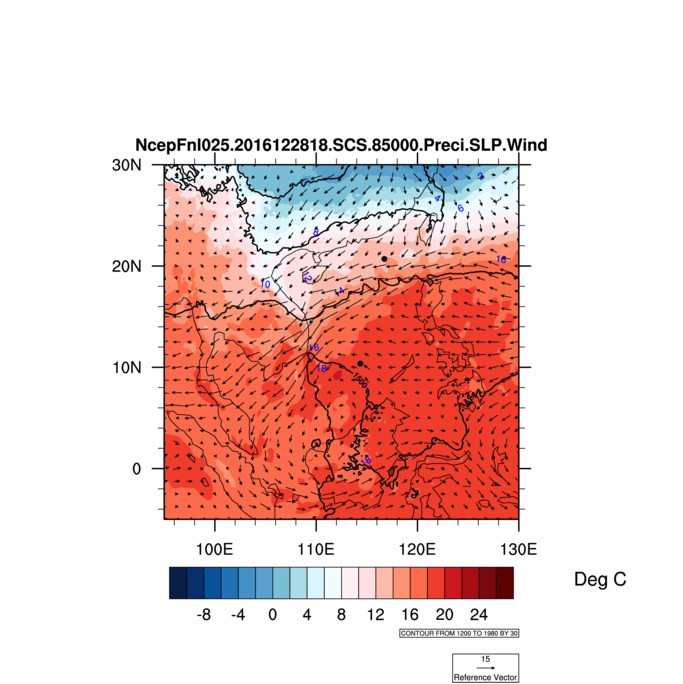 NcepFnl025.2016122818.SCS.85000.Preci.SLP.Wind
30N
20N
10N
0
4
6
8
10
12
14
16
16
18
1500
100E 110E 120E 130E
-8 -4 0 4 8 12 16 20 24
Deg C
CONTOUR FROM 1200 TO 1980 BY 30
15
Reference Vector